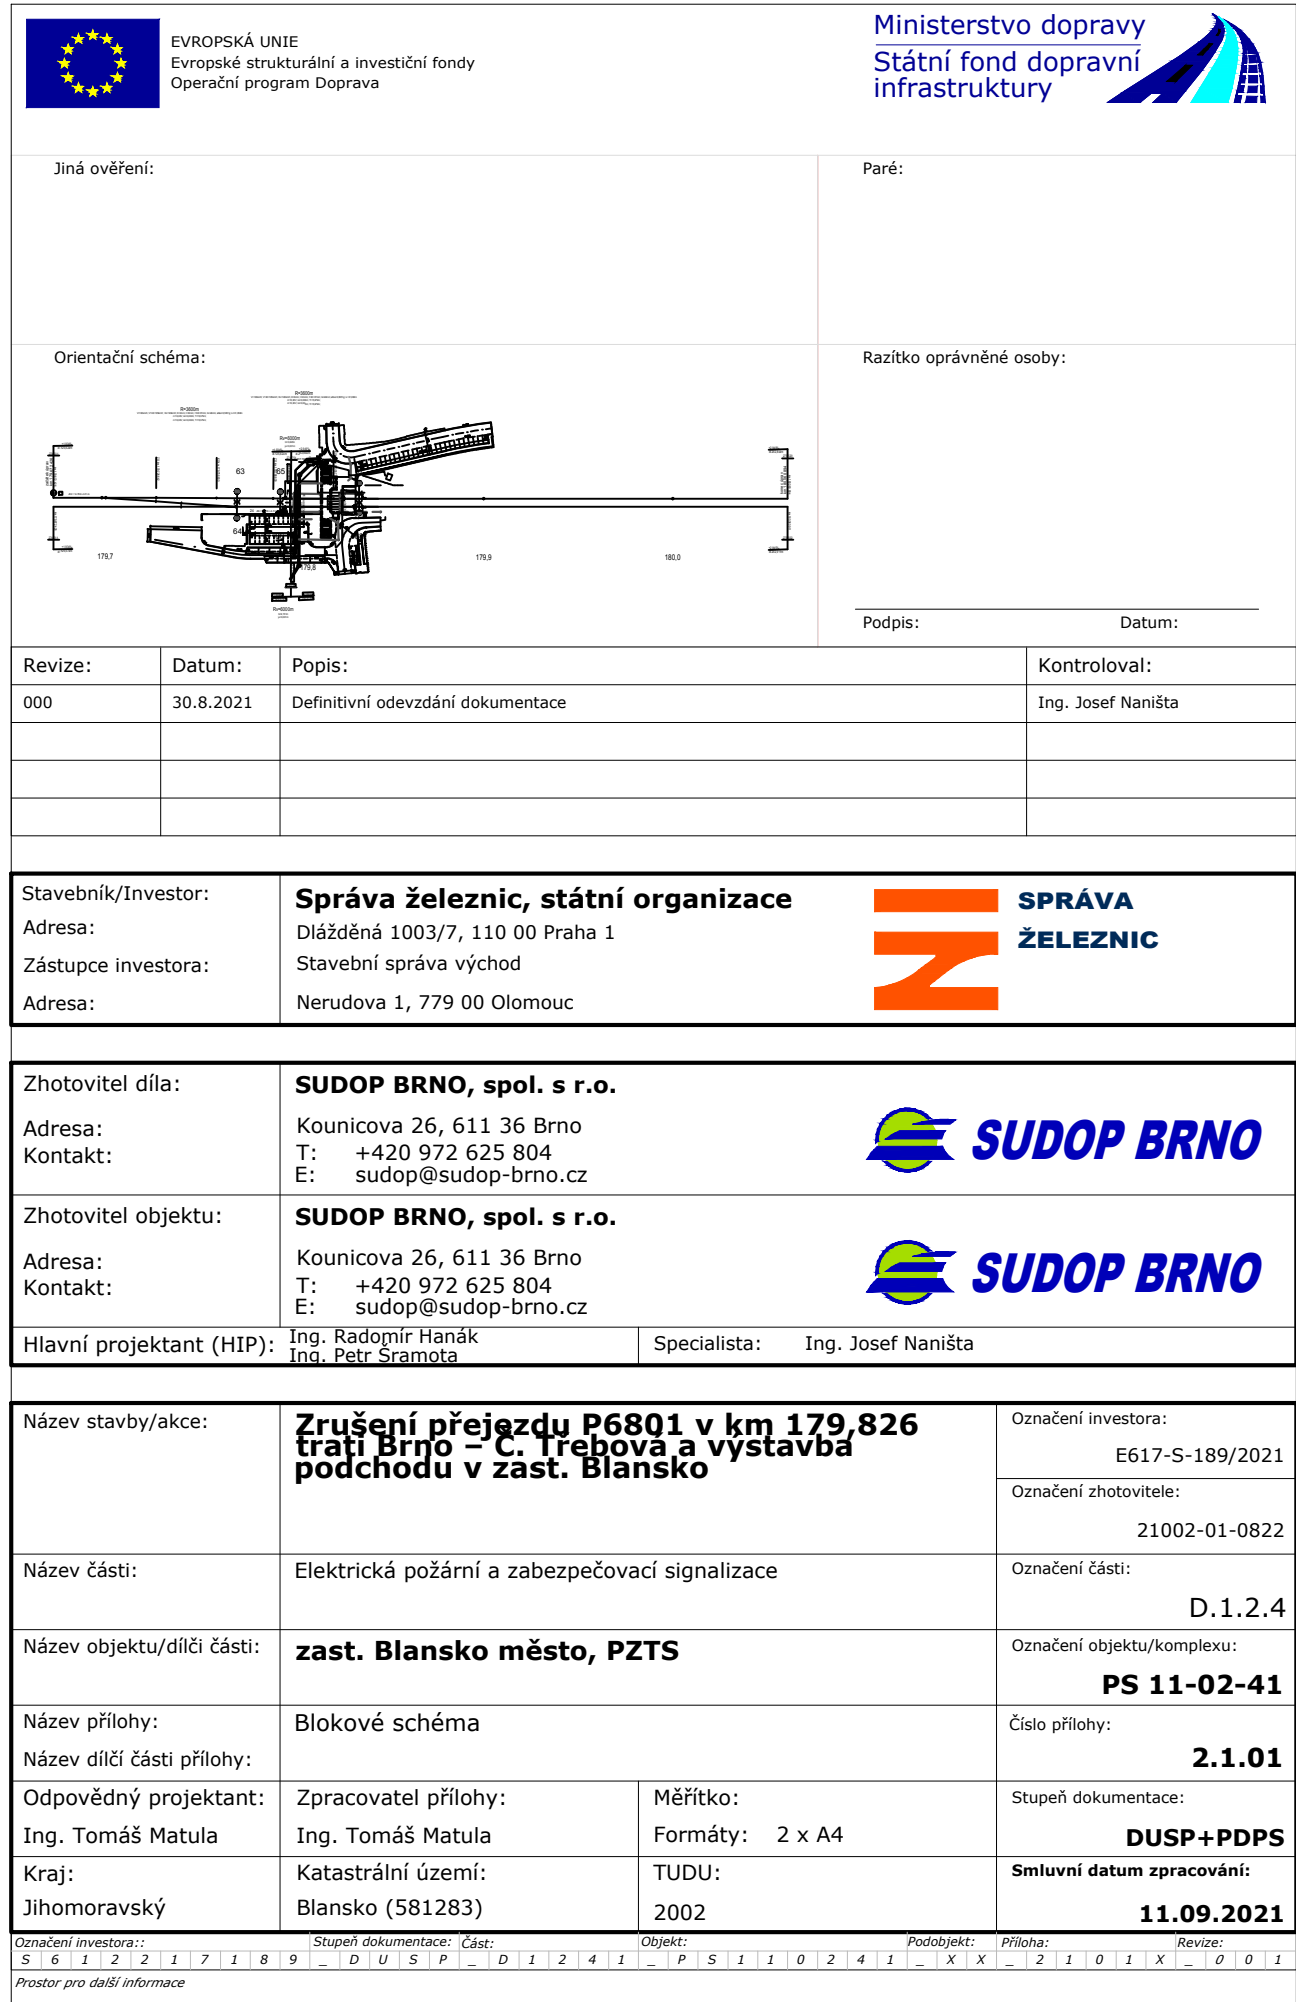 EVROPSKÁ UNIE
Evropské strukturální a investiční fondy
Operační program Doprava
Ministerstvo dopravy
Státní fond dopravní
infrastruktury
Jiná ověření:
Paré:
Orientační schéma:
Razítko oprávněné osoby:
R=3600m
R=3600m
63
65
64
179,7
179,8
179,9
180,0
Podpis:
Datum:
Revize:
Datum:
Popis:
Kontroloval:
000
30.8.2021
Definitivní odevzdání dokumentace
Ing. Josef Naništa
Stavebník/Investor:
Správa železnic, státní organizace
Adresa:
Dlážděná 1003/7, 110 00 Praha 1
Zástupce investora:
Stavební správa východ
Adresa:
Nerudova 1, 779 00 Olomouc
SPRÁVA
ŽELEZNIC
Zhotovitel díla:
SUDOP BRNO, spol. s r.o.
Adresa:
Kounicova 26, 611 36 Brno
Kontakt:
T: +420 972 625 804
E: sudop@sudop-brno.cz
SUDOP BRNO
Zhotovitel objektu:
SUDOP BRNO, spol. s r.o.
Adresa:
Kounicova 26, 611 36 Brno
Kontakt:
T: +420 972 625 804
E: sudop@sudop-brno.cz
SUDOP BRNO
Hlavní projektant (HIP):
Ing. Radomír Hanák
Ing. Petr Šramota
Specialista:
Ing. Josef Naništa
Název stavby/akce:
Zrušení přejezdu P6801 v km 179,826
trati Brno – Č. Třebová a výstavba
podchodu v zast. Blansko
Označení investora:
E617-S-189/2021
Označení zhotovitele:
21002-01-0822
Název části:
Elektrická požární a zabezpečovací signalizace
Označení části:
D.1.2.4
Název objektu/dílči části:
zast. Blansko město, PZTS
Označení objektu/komplexu:
PS 11-02-41
Název přílohy:
Blokové schéma
Název dílčí části přílohy:
Číslo přílohy:
2.1.01
Odpovědný projektant:
Ing. Tomáš Matula
Zpracovatel přílohy:
Ing. Tomáš Matula
Měřítko:
Formáty: 2 x A4
Stupeň dokumentace:
DUSP+PDPS
Kraj:
Jihomoravský
Katastrální území:
Blansko (581283)
TUDU:
2002
Smluvní datum zpracování:
11.09.2021
Označení investora::
Stupeň dokumentace:
Část:
Objekt:
Podobjekt:
Příloha:
Revize:
S 6 1 2 2 1 7 1 8 9 _ D U S P _ D 1 2 4 1 _ P S 1 1 0 2 4 1 _ X X _ 2 1 0 1 X _ 0 0 1
Prostor pro další informace